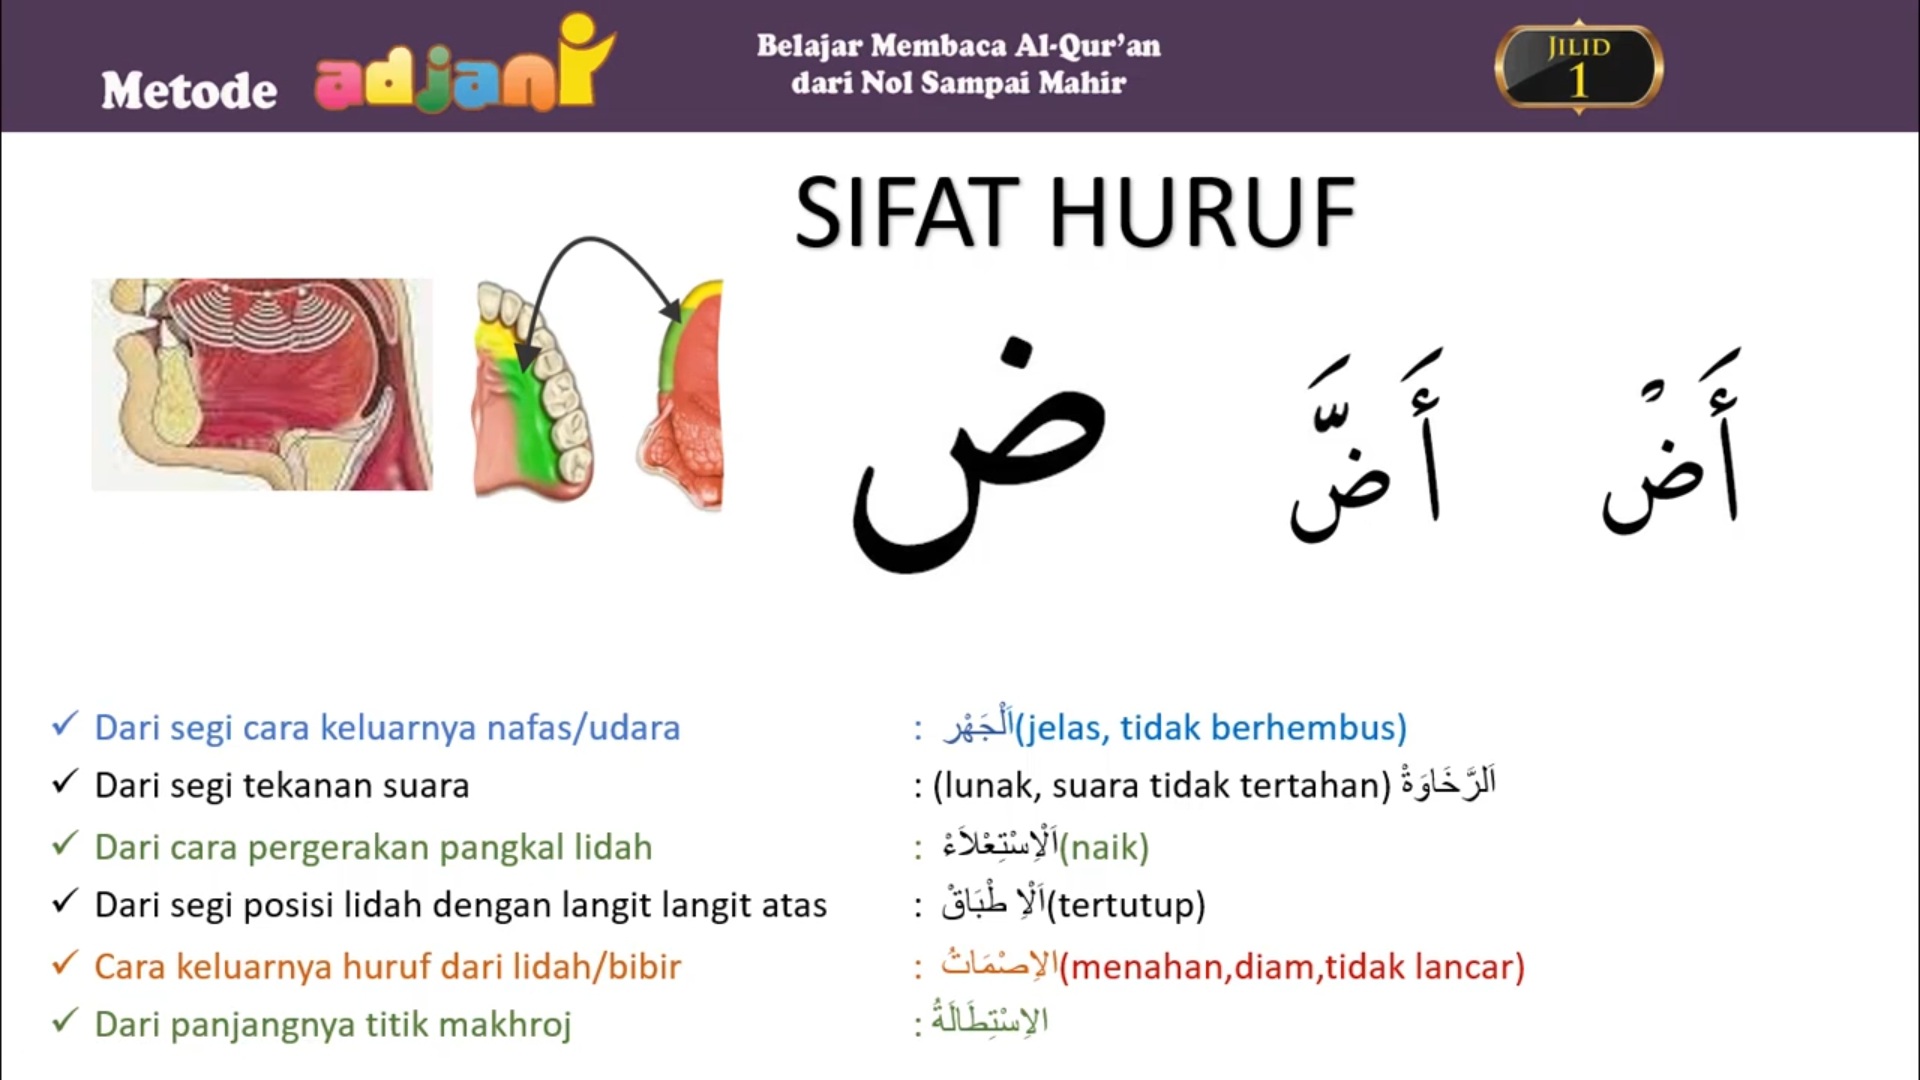 Metode adjani
Belajar Membaca Al-Qur'an
dari Nol Sampai Mahir
JILID
1
SIFAT HURUF
ض
أَضَّ
أَضْ
✓ Dari segi cara keluarnya nafas/udara : اَلْجَهْر(jelas, tidak berhembus)
✓ Dari segi tekanan suara : (lunak, suara tidak tertahan) اَلرَّخَاوَةْ
✓ Dari cara pergerakan pangkal lidah : اَلْاِسْتِعْلَاءْ(naik)
✓ Dari segi posisi lidah dengan langit langit atas : اَلْاِ طْبَاقْ(tertutup)
✓ Cara keluarnya huruf dari lidah/bibir : الاِصْمَاتُ(menahan,diam,tidak lancar)
✓ Dari panjangnya titik makhroj : الاِسْتِطَالَةُ